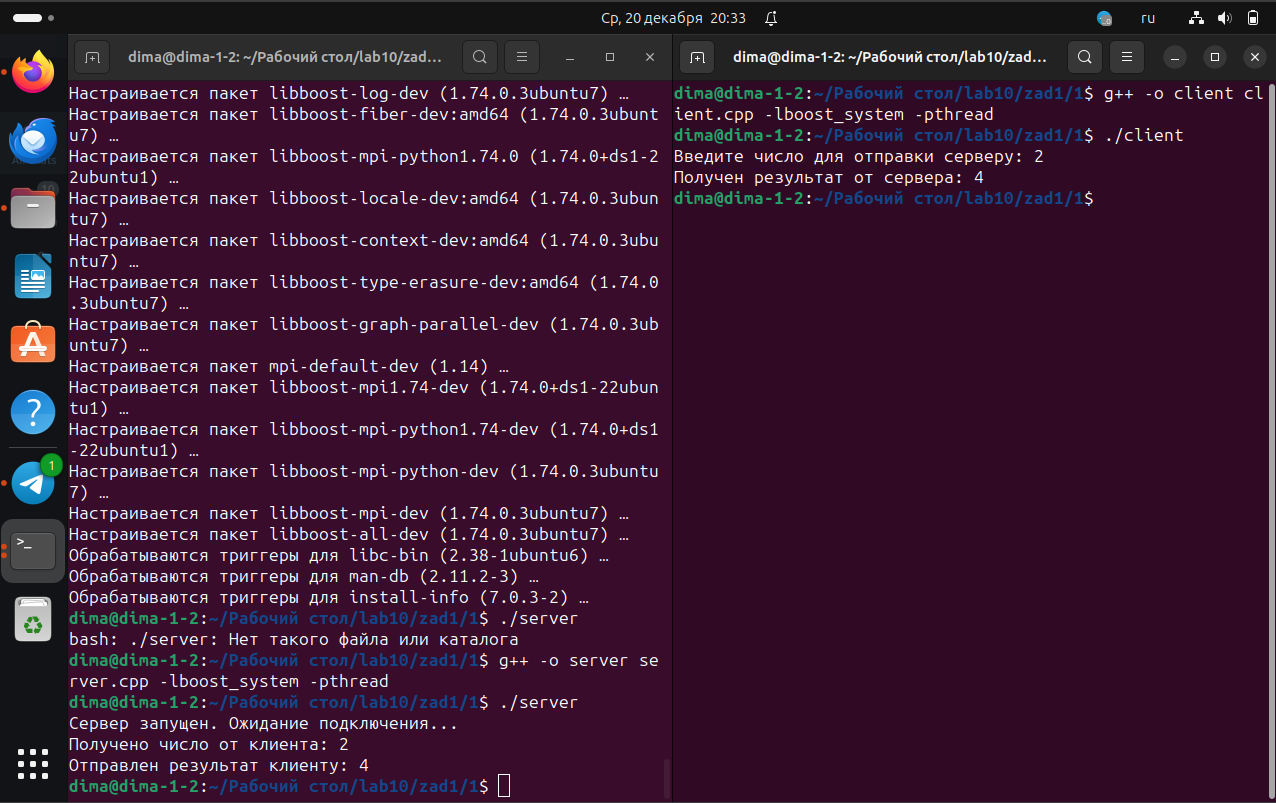 Ср, 20 декабря 20:33
ru
dima@dima-1-2: ~/Рабочий стол/lab10/zad...
Настраивается пакет libboost-log-dev (1.74.0.3ubuntu7) …
Настраивается пакет libboost-fiber-dev:amd64 (1.74.0.3ubunt
u7) …
Настраивается пакет libboost-mpi-python1.74.0 (1.74.0+ds1-2
2ubuntu1) …
Настраивается пакет libboost-locale-dev:amd64 (1.74.0.3ubun
tu7) …
Настраивается пакет libboost-context-dev:amd64 (1.74.0.3ubu
ntu7) …
Настраивается пакет libboost-type-erasure-dev:amd64 (1.74.0
.3ubuntu7) …
Настраивается пакет libboost-graph-parallel-dev (1.74.0.3ub
untu7) …
Настраивается пакет mpi-default-dev (1.14) …
Настраивается пакет libboost-mpi1.74-dev (1.74.0+ds1-22ubun
tu1) …
Настраивается пакет libboost-mpi-python1.74-dev (1.74.0+ds1
-22ubuntu1) …
Настраивается пакет libboost-mpi-python-dev (1.74.0.3ubuntu
7) …
Настраивается пакет libboost-mpi-dev (1.74.0.3ubuntu7) …
Настраивается пакет libboost-all-dev (1.74.0.3ubuntu7) …
Обрабатываются триггеры для libc-bin (2.38-1ubuntu6) …
Обрабатываются триггеры для man-db (2.11.2-3) …
Обрабатываются триггеры для install-info (7.0.3-2) …
dima@dima-1-2:~/Рабочий стол/lab10/zad1/1$ ./server
bash: ./server: Нет такого файла или каталога
dima@dima-1-2:~/Рабочий стол/lab10/zad1/1$ g++ -o server se
rver.cpp -lboost_system -pthread
dima@dima-1-2:~/Рабочий стол/lab10/zad1/1$ ./server
Сервер запущен. Ожидание подключения...
Получено число от клиента: 2
Отправлен результат клиенту: 4
dima@dima-1-2:~/Рабочий стол/lab10/zad1/1$
dima@dima-1-2: ~/Рабочий стол/lab10/zad...
dima@dima-1-2:~/Рабочий стол/lab10/zad1/1$ g++ -o client cl
ient.cpp -lboost_system -pthread
dima@dima-1-2:~/Рабочий стол/lab10/zad1/1$ ./client
Введите число для отправки серверу: 2
Получен результат от сервера: 4
dima@dima-1-2:~/Рабочий стол/lab10/zad1/1$
10
?
1
>_